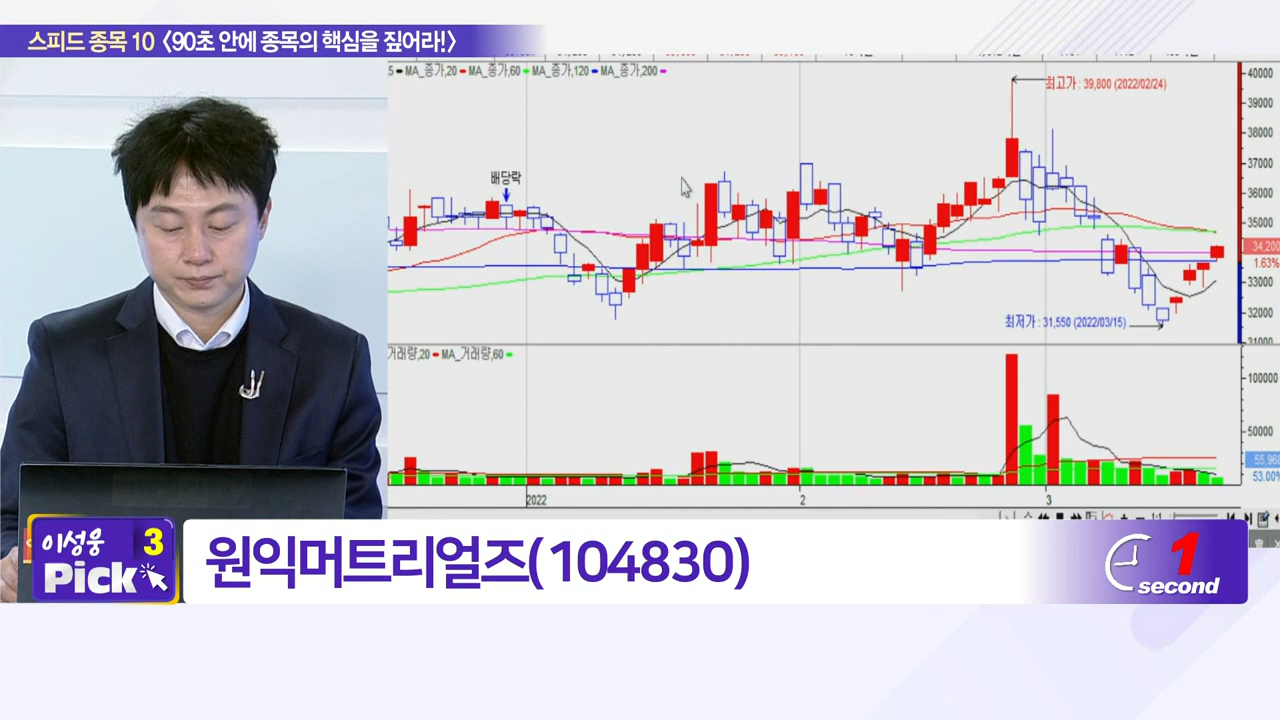 스피드 종목 10 〈90초 안에 종목의 핵심을 짚어라!〉
5 MA_종가,20 MA_종가,60 MA_종가,120 MA_종가,200
최고가 : 39,800 (2022/02/24)
배당락
최저가 : 31,550 (2022/03/15)
40000
39000
38000
37000
36000
35000
34,200
1.63%
33000
32000
31000
거래량,20 MA_거래량,60
100000
50000
55,968
53.00%
2022
2
3
이성웅 3
Pick
원익머트리얼즈(104830)
1
second